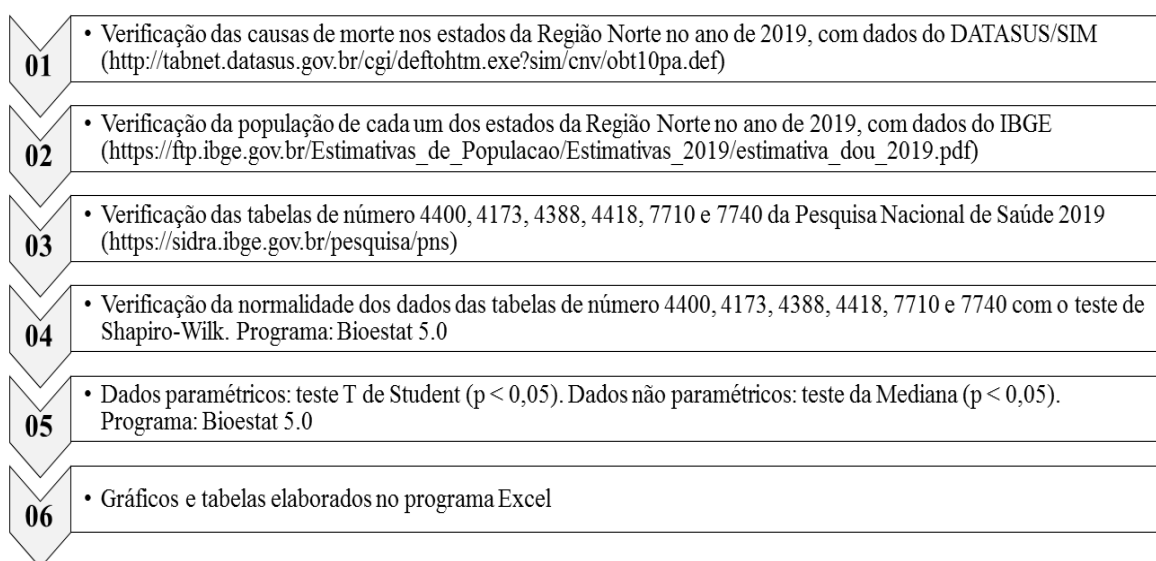 01
• Verificação das causas de morte nos estados da Região Norte no ano de 2019, com dados do DATASUS/SIM
(http://tabnet.datasus.gov.br/cgi/deftohtm.exe?sim/cnv/obt10pa.def)
02
• Verificação da população de cada um dos estados da Região Norte no ano de 2019, com dados do IBGE
(https://ftp.ibge.gov.br/Estimativas_de_Populacao/Estimativas_2019/estimativa_dou_2019.pdf)
03
• Verificação das tabelas de número 4400, 4173, 4388, 4418, 7710 e 7740 da Pesquisa Nacional de Saúde 2019
(https://sidra.ibge.gov.br/pesquisa/pns)
04
• Verificação da normalidade dos dados das tabelas de número 4400, 4173, 4388, 4418, 7710 e 7740 com o teste de
Shapiro-Wilk. Programa: Bioestat 5.0
05
• Dados paramétricos: teste T de Student (p < 0,05). Dados não paramétricos: teste da Mediana (p < 0,05).
Programa: Bioestat 5.0
06
• Gráficos e tabelas elaborados no programa Excel